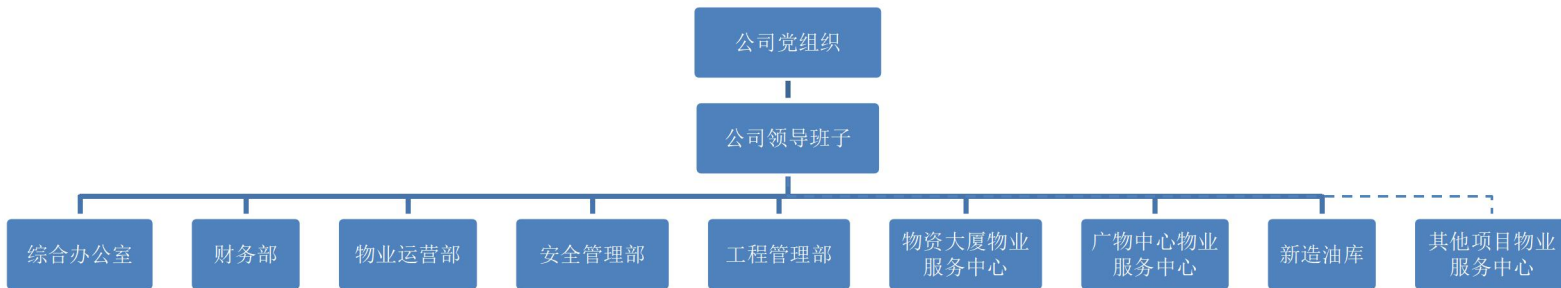 公司党组织
公司领导班子
综合办公室
财务部
物业运营部
安全管理部
工程管理部
物资大厦物业
服务中心
广物中心物业
服务中心
新造油库
其他项目物业
服务中心